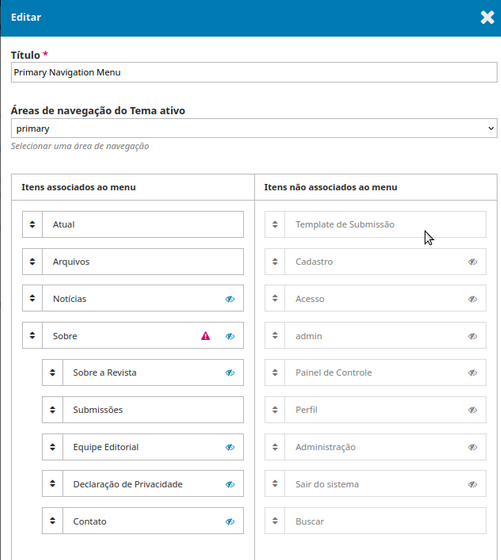 Editar
Título *
Primary Navigation Menu
Áreas de navegação do Tema ativo
primary
Selecionar uma área de navegação
Itens associados ao menu
Atual
Arquivos
Notícias
Sobre
Sobre a Revista
Submissões
Equipe Editorial
Declaração de Privacidade
Contato
Itens não associados ao menu
Template de Submissão
Cadastro
Acesso
admin
Painel de Controle
Perfil
Administração
Sair do sistema
Buscar